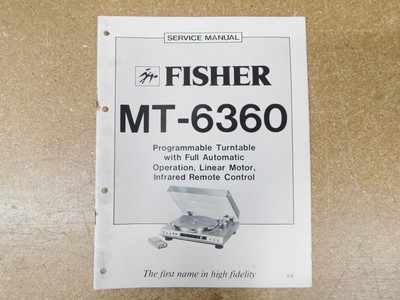 SERVICE MANUAL
FISHER
MT-6360
Programmable Turntable
with Full Automatic
Operation, Linear Motor,
Infrared Remote Control
The first name in high fidelity